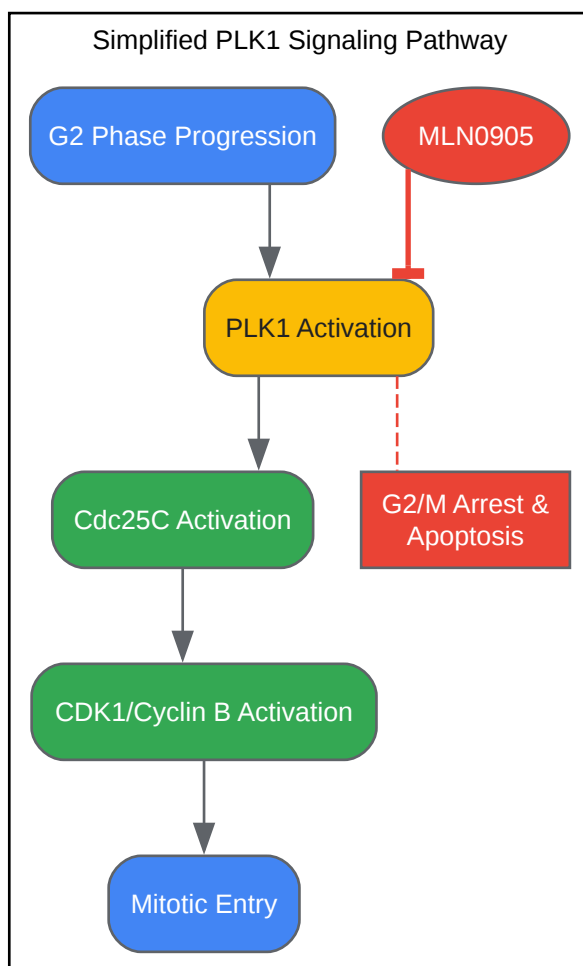 Simplified PLK1 Signaling Pathway
G2 Phase Progression
MLN0905
PLK1 Activation
Cdc25C Activation
G2/M Arrest &
Apoptosis
CDK1/Cyclin B Activation
Mitotic Entry